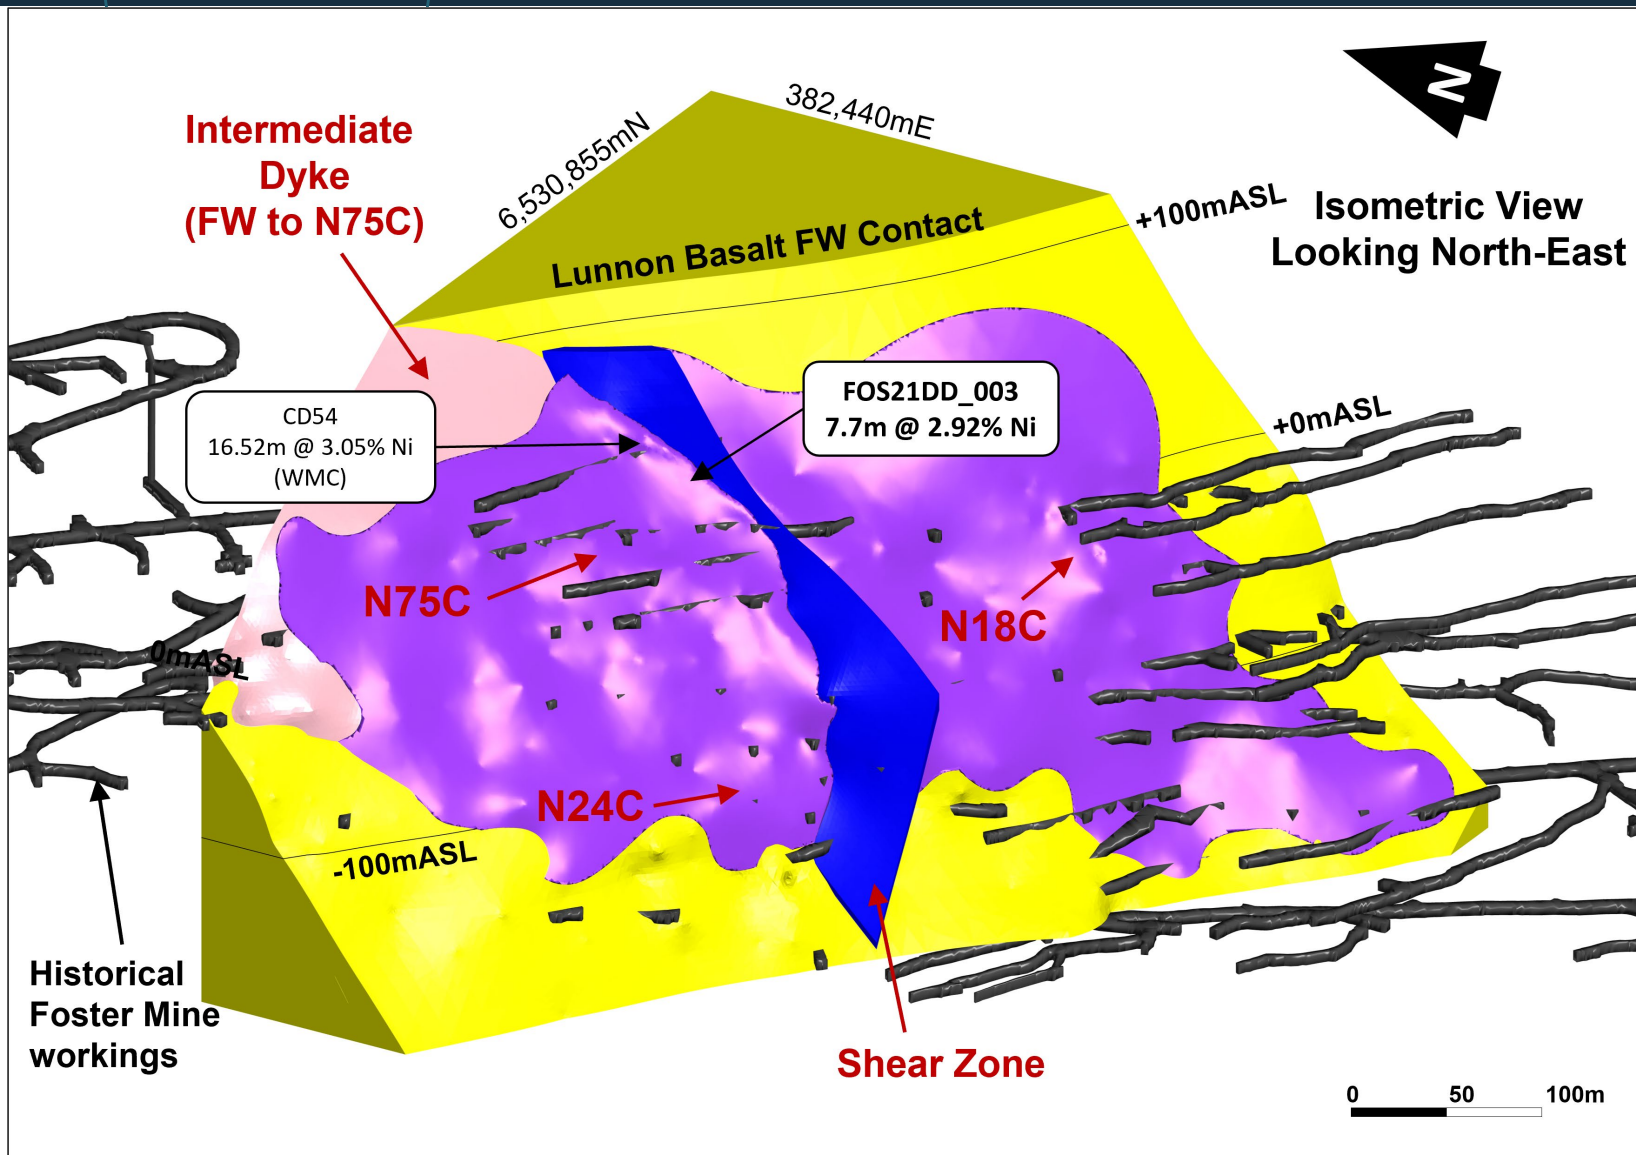 N
382,440mE
6,530,855mN
Intermediate
Dyke
(FW to N75C)
+100mASL
Isometric View
Looking North-East
Lunnon Basalt FW Contact
FOS21DD_003
7.7m @ 2.92% Ni
CD54
16.52m @ 3.05% Ni
(WMC)
+0mASL
N75C
N18C
0mASL
N24C
-100mASL
Historical
Foster Mine
workings
Shear Zone
0 50 100m